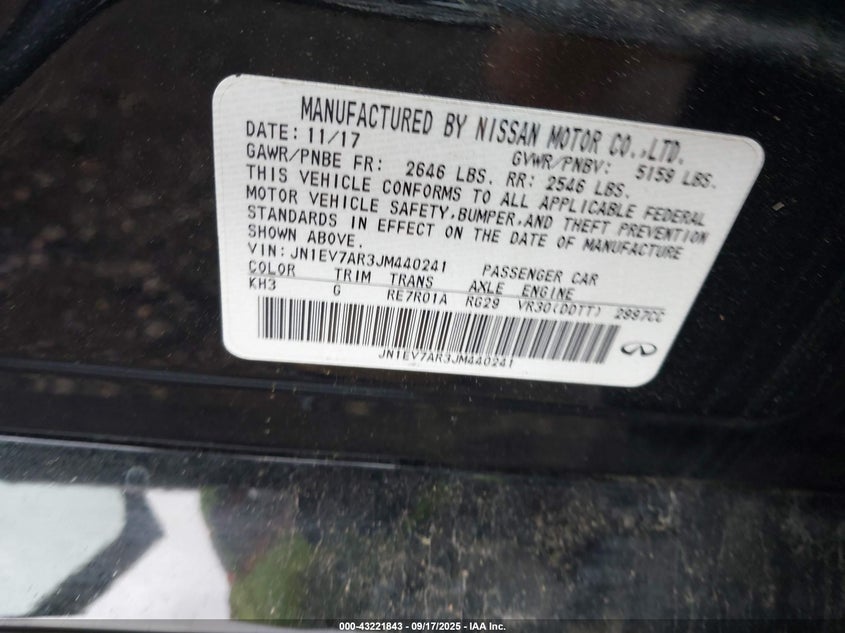 MANUFACTURED BY NISSAN MOTOR CO.,LTD.
DATE: 11/17 GVWR/PNBV: 5159 LBS.
GAWR/PNBE FR: 2646 LBS. RR: 2546 LBS.
THIS VEHICLE CONFORMS TO ALL APPLICABLE FEDERAL
MOTOR VEHICLE SAFETY,BUMPER,AND THEFT PREVENTION
STANDARDS IN EFFECT ON THE DATE OF MANUFACTURE
SHOWN ABOVE.
VIN: JN1EV7AR3JM440241 PASSENGER CAR
COLOR TRIM TRANS AXLE ENGINE
KH3 G RE7R01A RG29 VR30(DDTT) 2997CC
JN1EV7AR3JM440241
000-43221843 - 09/17/2025 - IAA Inc.